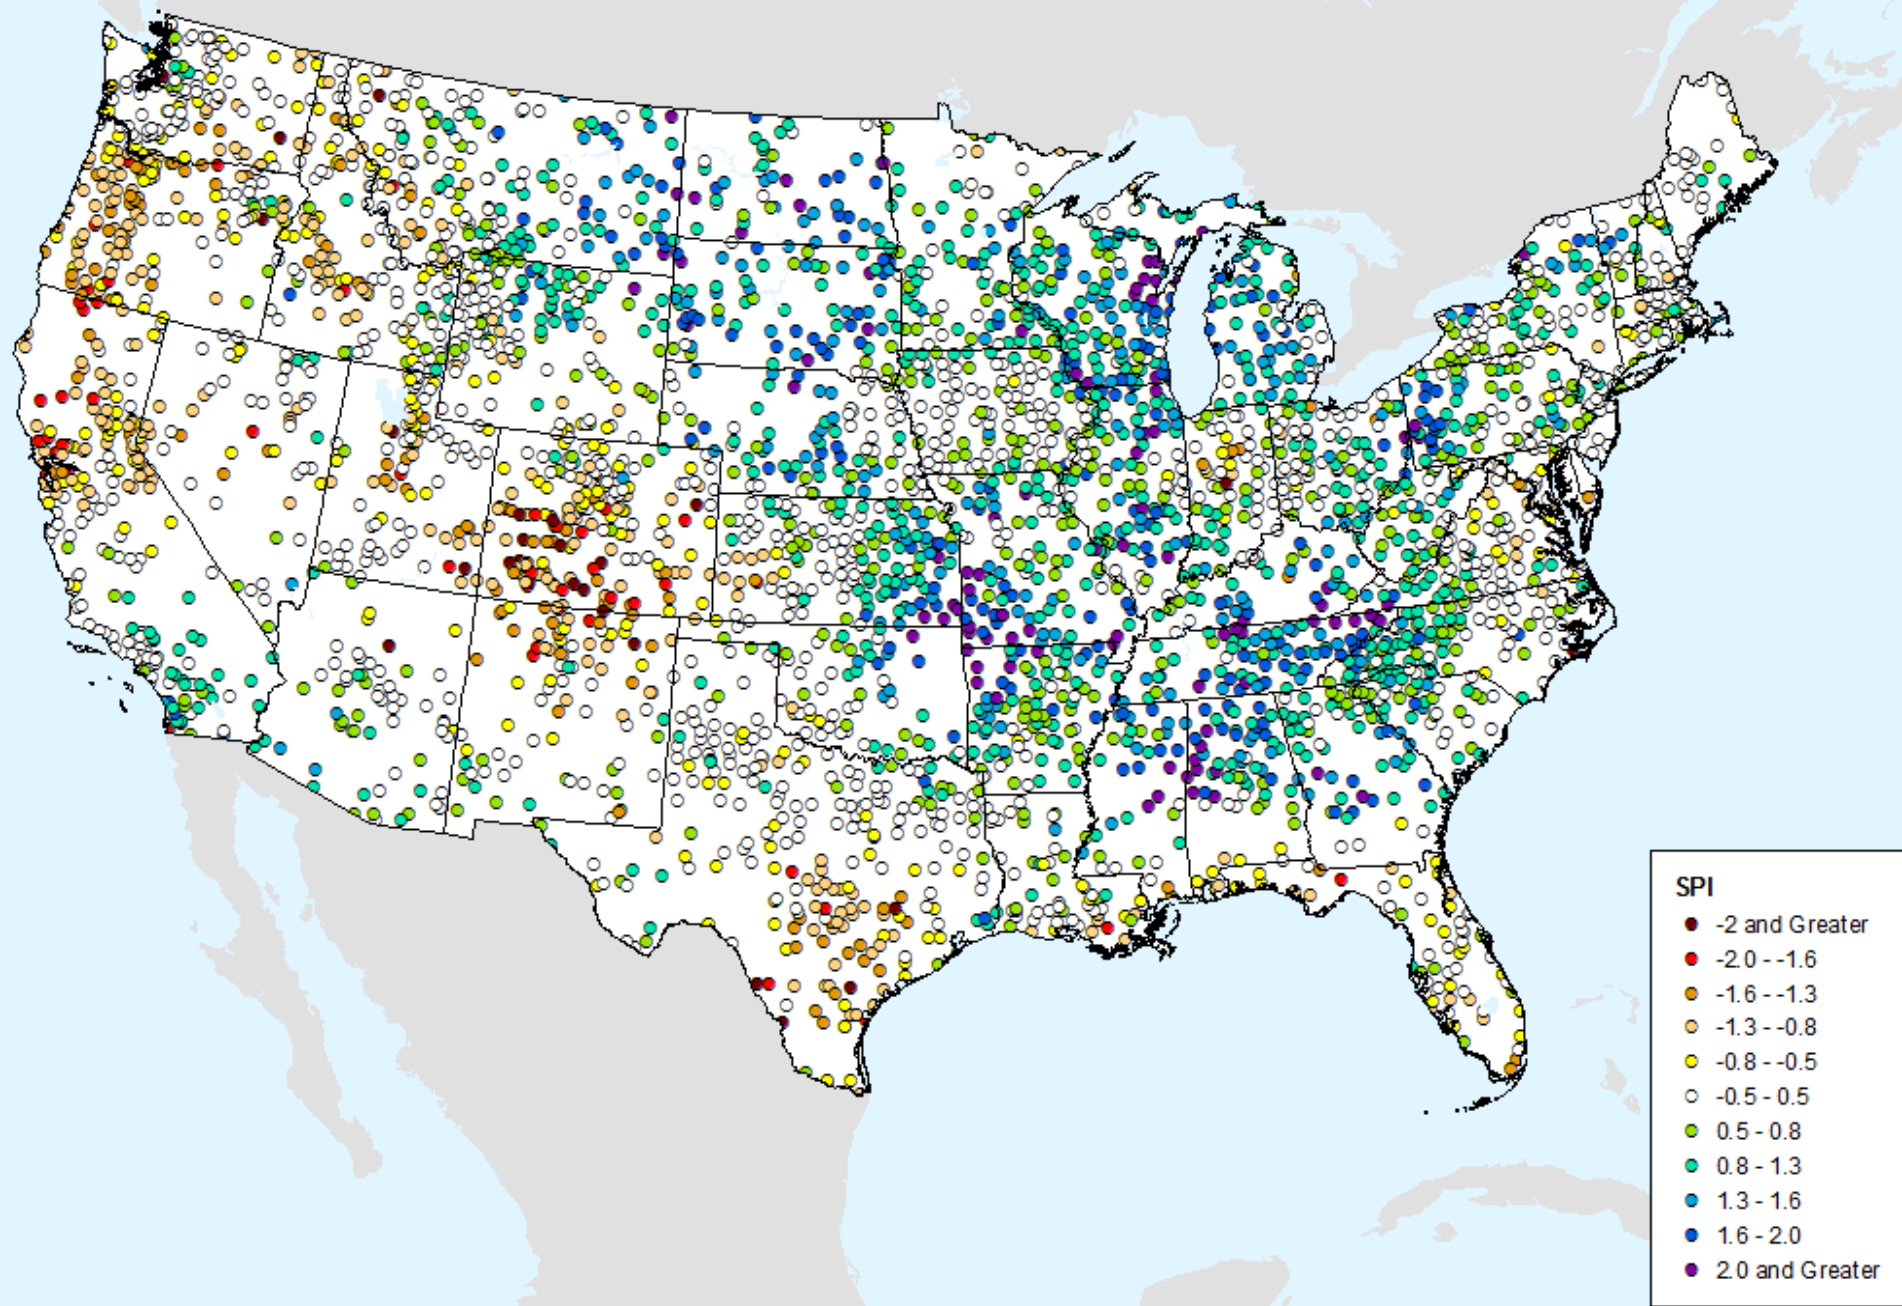 SPI
-2 and Greater
-2.0 - -1.6
-1.6 - -1.3
-1.3 - -0.8
-0.8 - -0.5
-0.5 - 0.5
0.5 - 0.8
0.8 - 1.3
1.3 - 1.6
1.6 - 2.0
2.0 and Greater